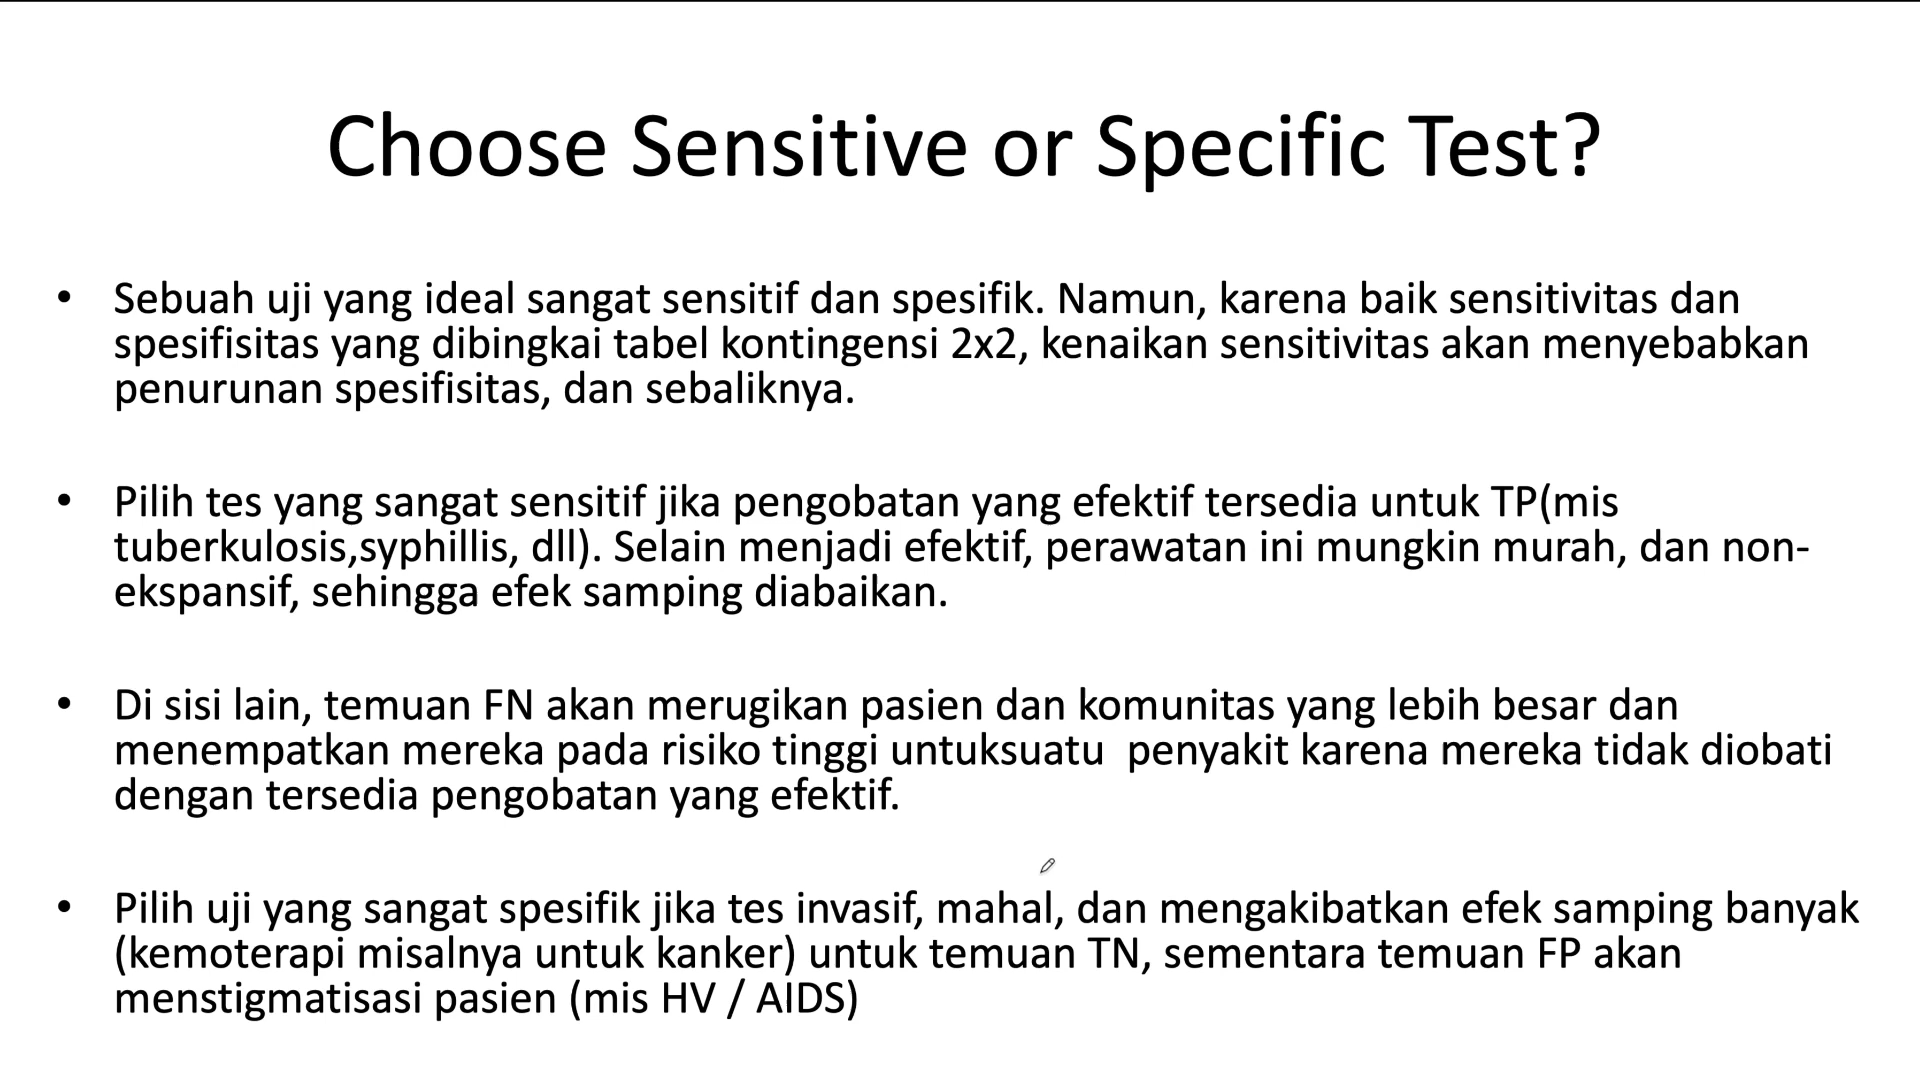 Choose Sensitive or Specific Test?
• Sebuah uji yang ideal sangat sensitif dan spesifik. Namun, karena baik sensitivitas dan
spesifisitas yang dibingkai tabel kontingensi 2x2, kenaikan sensitivitas akan menyebabkan
penurunan spesifisitas, dan sebaliknya.
• Pilih tes yang sangat sensitif jika pengobatan yang efektif tersedia untuk TP(mis
tuberkulosis,syphillis, dll). Selain menjadi efektif, perawatan ini mungkin murah, dan non-
ekspansif, sehingga efek samping diabaikan.
• Di sisi lain, temuan FN akan merugikan pasien dan komunitas yang lebih besar dan
menempatkan mereka pada risiko tinggi untuksuatu  penyakit karena mereka tidak diobati
dengan tersedia pengobatan yang efektif.
• Pilih uji yang sangat spesifik jika tes invasif, mahal, dan mengakibatkan efek samping banyak
(kemoterapi misalnya untuk kanker) untuk temuan TN, sementara temuan FP akan
menstigmatisasi pasien (mis HV / AIDS)